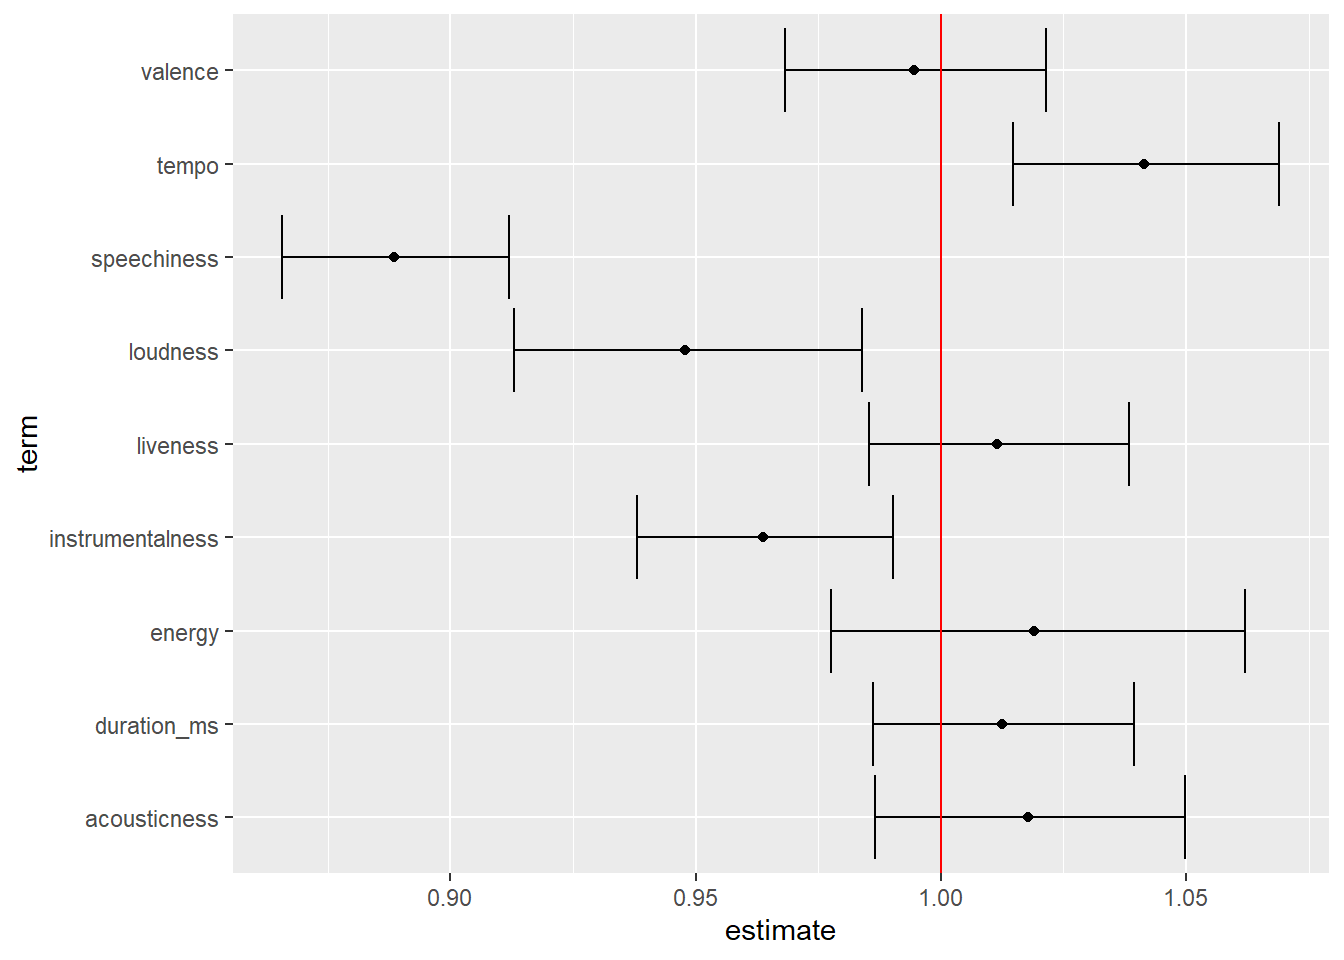 valence
tempo
speechiness
loudness
liveness
instrumentalness
energy
duration_ms
acousticness
term
0.90 0.95 1.00 1.05
estimate